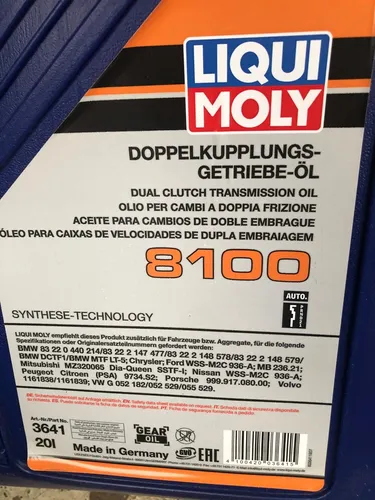 LIQUI
MOLY
DOPPELKUPPLUNGS-
GETRIEBE-ÖL
DUAL CLUTCH TRANSMISSION OIL
OLIO PER CAMBI A DOPPIA FRIZIONE
ACEITE PARA CAMBIOS DE DOBLE EMBRAGUE
ÓLEO PARA CAIXAS DE VELOCIDADES DE DUPLA EMBRAIAGEM
8100
AUTO.
SYNTHESE-TECHNOLOGY
LIQUI MOLY empfiehlt dieses Produkt zusätzlich für Fahrzeuge bzw. Aggregate, für die folgende
Spezifikationen oder Originalersatzteilnummern gefordert werden:
BMW 83 22 0 440 214/83 22 2 147 477/83 22 2 148 578/83 22 2 148 579/
BMW DCTF1/BMW MTF LT-5; Chrysler; Ford WSS-M2C 936-A; MB 236.21;
Mitsubishi MZ320065 Dia-Queen SSTF-I; Nissan WSS-M2C 936-A;
Peugeot Citroen (PSA) 9734.S2; Porsche 999.917.080.00; Volvo
1161838/1161839; VW G 052 182/052 529/055 529.
Art.-No./Part-No.
3641
20l
GEAR
OIL
Made in Germany
EAC
4 100420 036415